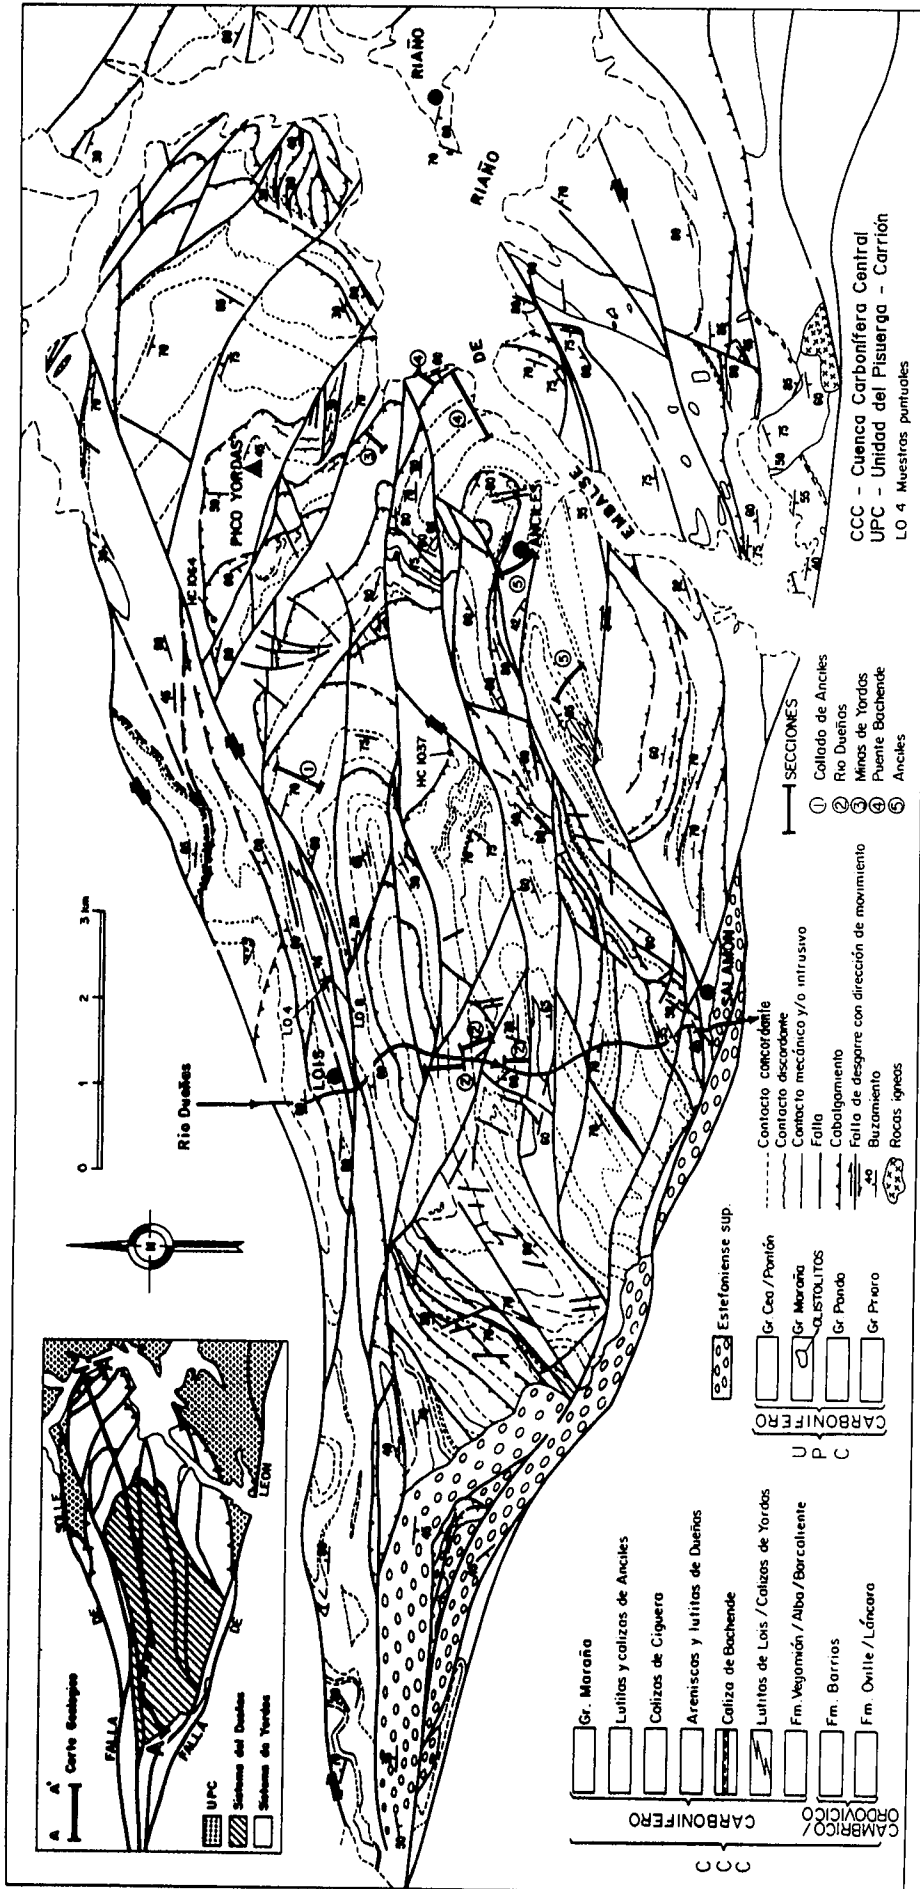 A A' Corte Geologico
UPC
Sistema del Dueñas
Sistema de Yordas
FALLA
DE
SOLLE
FALLA
DE
LEON
A
A'
N
0 1 2 3 km
Río Dueñas
LOIS
LO 4
LO 8
HC 1037
HC 1064
PICO YORDAS
ANCILES
SALAMON
EMBALSE
DE
RIAÑO
RIAÑO
CCC
CARBONIFERO
Gr. Maraña
Lutitas y calizas de Anciles
Calizas de Ciguera
Areniscas y lutitas de Dueñas
Caliza de Bachende
Lutitas de Lois / Calizas de Yordas
Fm. Vegamián / Alba / Barcaliente
CAMBRICO / ORDOVICICO
Fm. Barrios
Fm. Oville / Láncara
Estefaniense sup.
UPC
CARBONIFERO
Gr Cea / Pontón
Gr Maraña
OLISTOLITOS
Gr Pando
Gr Prioro
Contacto concordante
Contacto discordante
Contacto mecánico y/o intrusivo
Falla
Cabalgamiento
Falla de desgarre con dirección de movimiento
40 Buzamiento
Rocas igneas
SECCIONES
① Collado de Anciles
② Rio Dueñas
③ Minas de Yordas
④ Puente Bachende
⑤ Anciles
CCC - Cuenca Carbonífera Central
UPC - Unidad del Pisuerga - Carrión
LO 4 Muestras puntuales